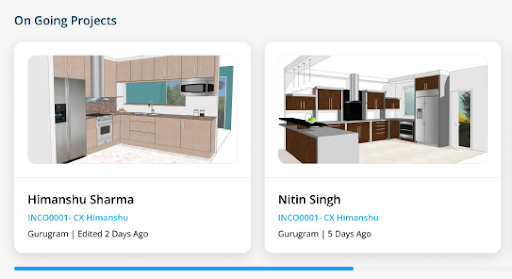 On Going Projects
Himanshu Sharma
INCO0001- CX Himanshu
Gurugram | Edited 2 Days Ago
Nitin Singh
INCO0001- CX Himanshu
Gurugram | 5 Days Ago